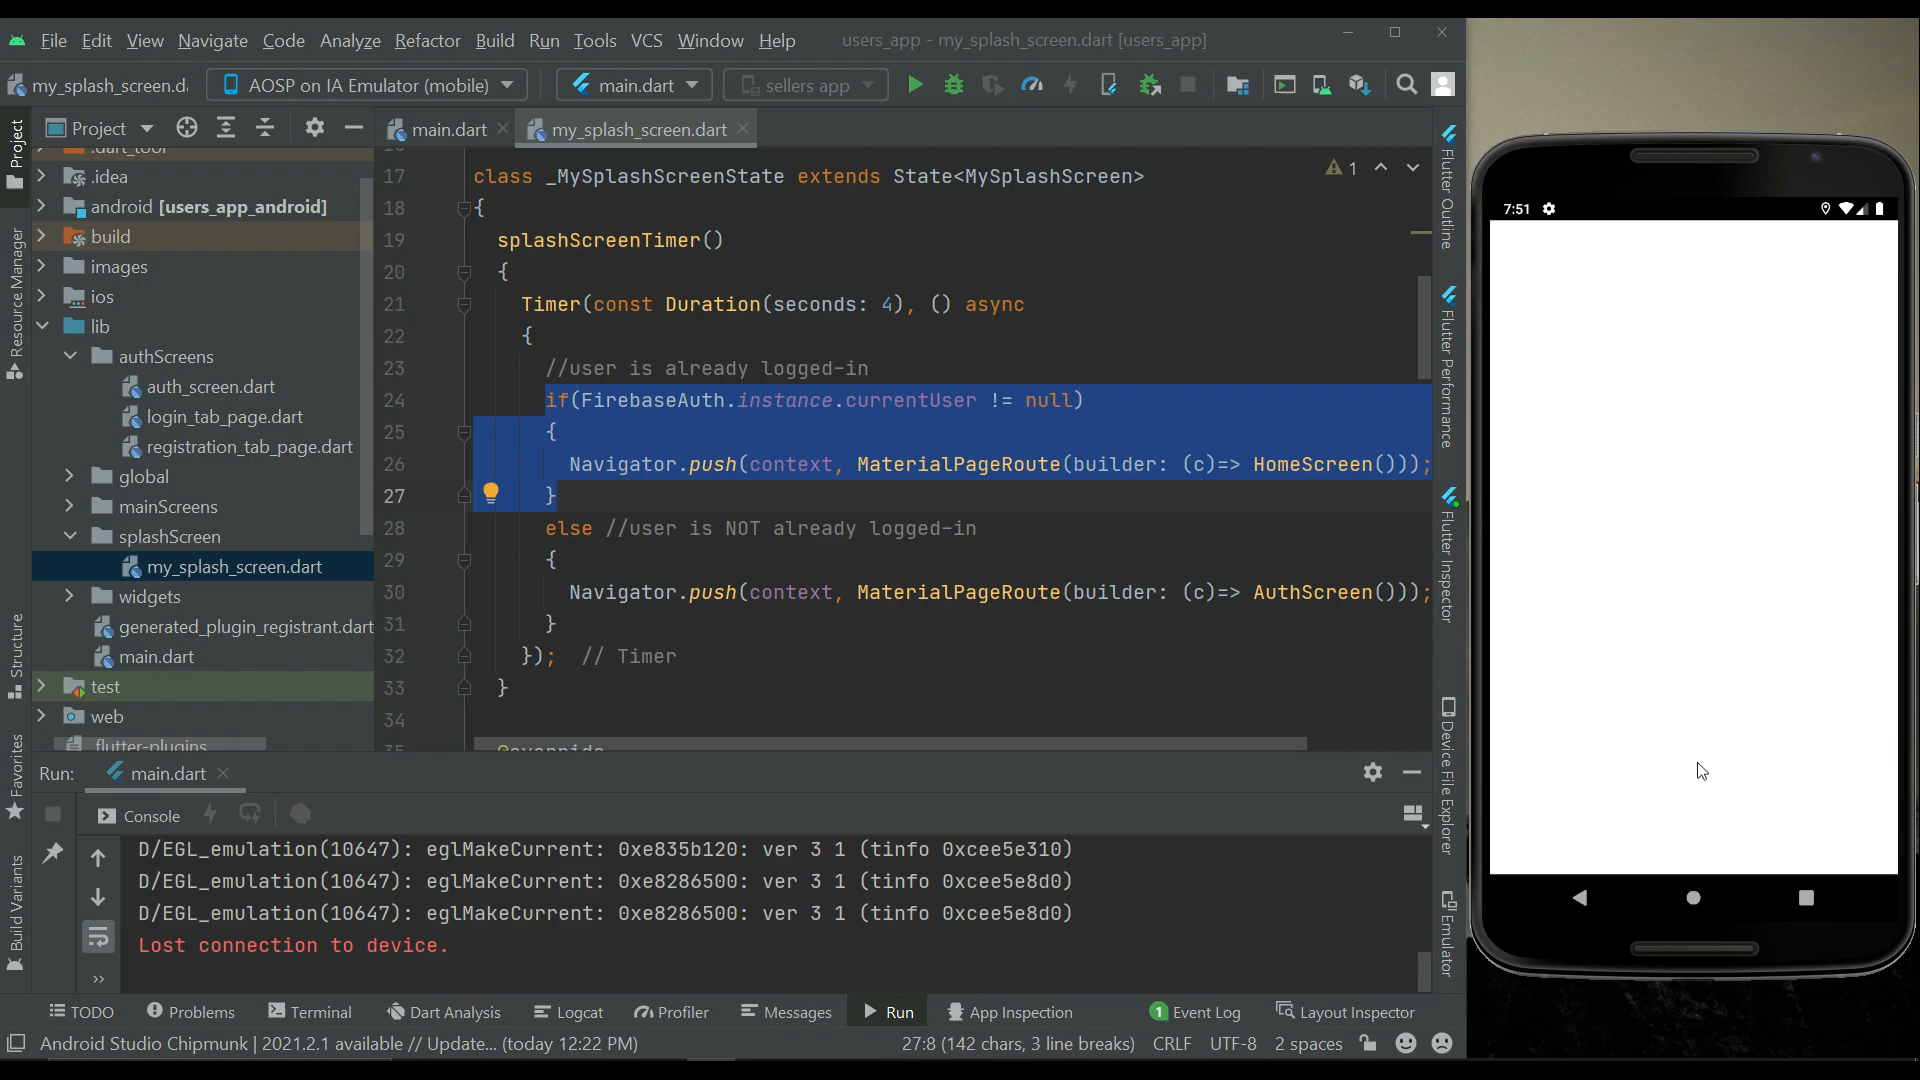 File Edit View Navigate Code Analyze Refactor Build Run Tools VCS Window Help users_app - my_splash_screen.dart [users_app]
my_splash_screen.d AOSP on IA Emulator (mobile) main.dart sellers app
Project main.dart my_splash_screen.dart
.dart_tool
.idea
android [users_app_android]
build
images
ios
lib
authScreens
auth_screen.dart
login_tab_page.dart
registration_tab_page.dart
global
mainScreens
splashScreen
my_splash_screen.dart
widgets
generated_plugin_registrant.dart
main.dart
test
web
.flutter-plugins
1
17 class _MySplashScreenState extends State<MySplashScreen>
18 {
19 splashScreenTimer()
20 {
21 Timer(const Duration(seconds: 4), () async
22 {
23 //user is already logged-in
24 if(FirebaseAuth.instance.currentUser != null)
25 {
26 Navigator.push(context, MaterialPageRoute(builder: (c)=> HomeScreen()));
27 }
28 else //user is NOT already logged-in
29 {
30 Navigator.push(context, MaterialPageRoute(builder: (c)=> AuthScreen()));
31 }
32 }); // Timer
33 }
34
35 @override
Project
Resource Manager
Structure
Favorites
Build Variants
Flutter Outline
Flutter Performance
Flutter Inspector
Device File Explorer
Emulator
7:51
Run: main.dart
Console
D/EGL_emulation(10647): eglMakeCurrent: 0xe835b120: ver 3 1 (tinfo 0xcee5e310)
D/EGL_emulation(10647): eglMakeCurrent: 0xe8286500: ver 3 1 (tinfo 0xcee5e8d0)
D/EGL_emulation(10647): eglMakeCurrent: 0xe8286500: ver 3 1 (tinfo 0xcee5e8d0)
Lost connection to device.
TODO Problems Terminal Dart Analysis Logcat Profiler Messages Run App Inspection 1 Event Log Layout Inspector
Android Studio Chipmunk | 2021.2.1 available // Update... (today 12:22 PM) 27:8 (142 chars, 3 line breaks) CRLF UTF-8 2 spaces